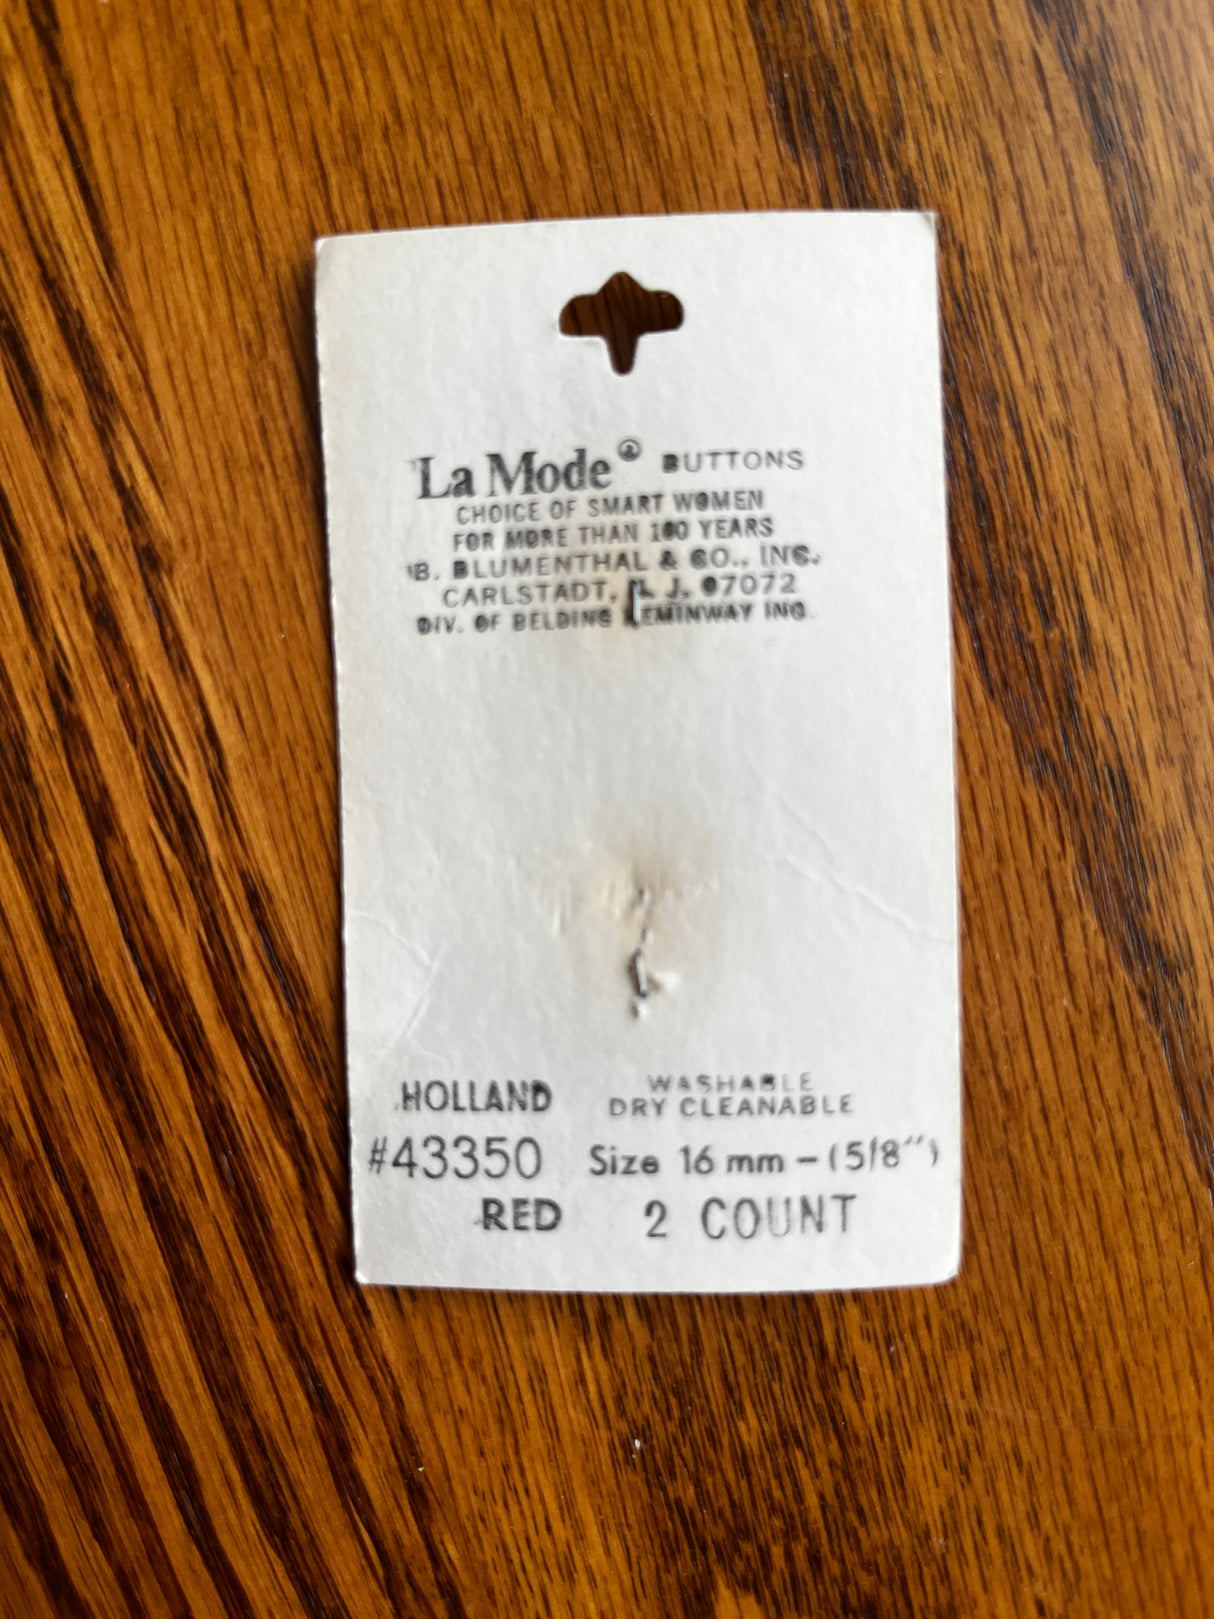 La Mode® BUTTONS
CHOICE OF SMART WOMEN
FOR MORE THAN 100 YEARS
B. BLUMENTHAL & CO., INC.
CARLSTADT, N. J. 07072
DIV. OF BELDING HEMINWAY INC.
HOLLAND
WASHABLE
DRY CLEANABLE
#43350 Size 16 mm – (5/8")
RED 2 COUNT